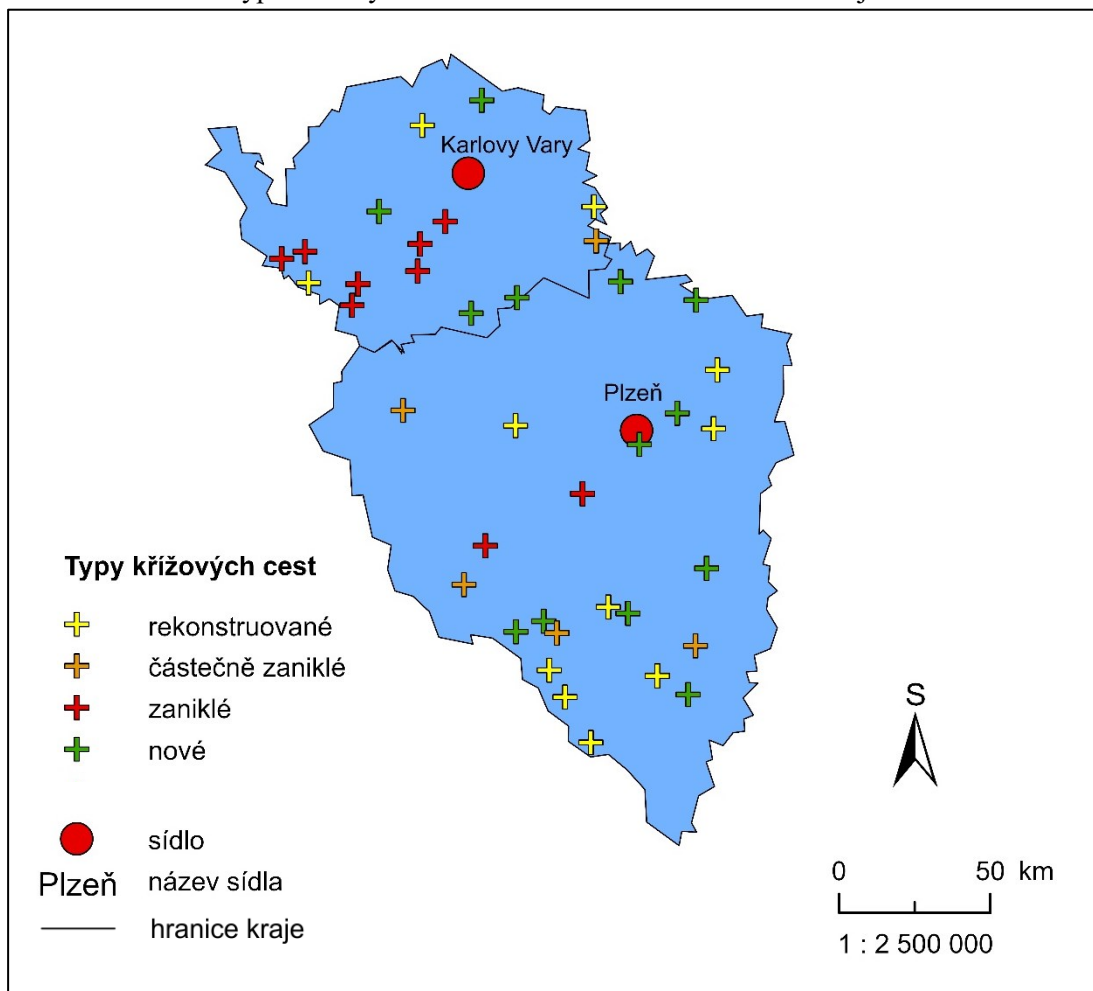 Karlovy Vary
Plzeň
Typy křížových cest
rekonstruované
částečně zaniklé
zaniklé
nové
sídlo
Plzeň název sídla
hranice kraje
S
0 50 km
1 : 2 500 000